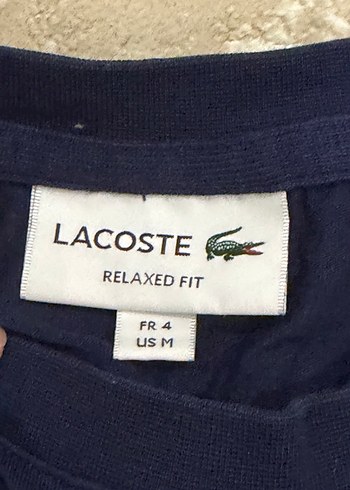 LACOSTE
RELAXED FIT
FR 4
US M